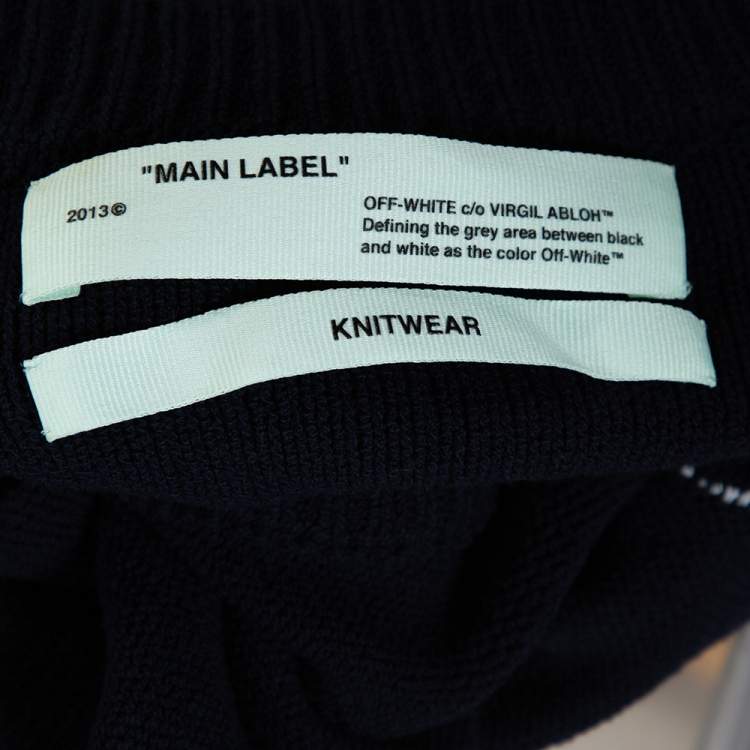 "MAIN LABEL"
2013©
OFF-WHITE c/o VIRGIL ABLOH™
Defining the grey area between black
and white as the color Off-White™
KNITWEAR